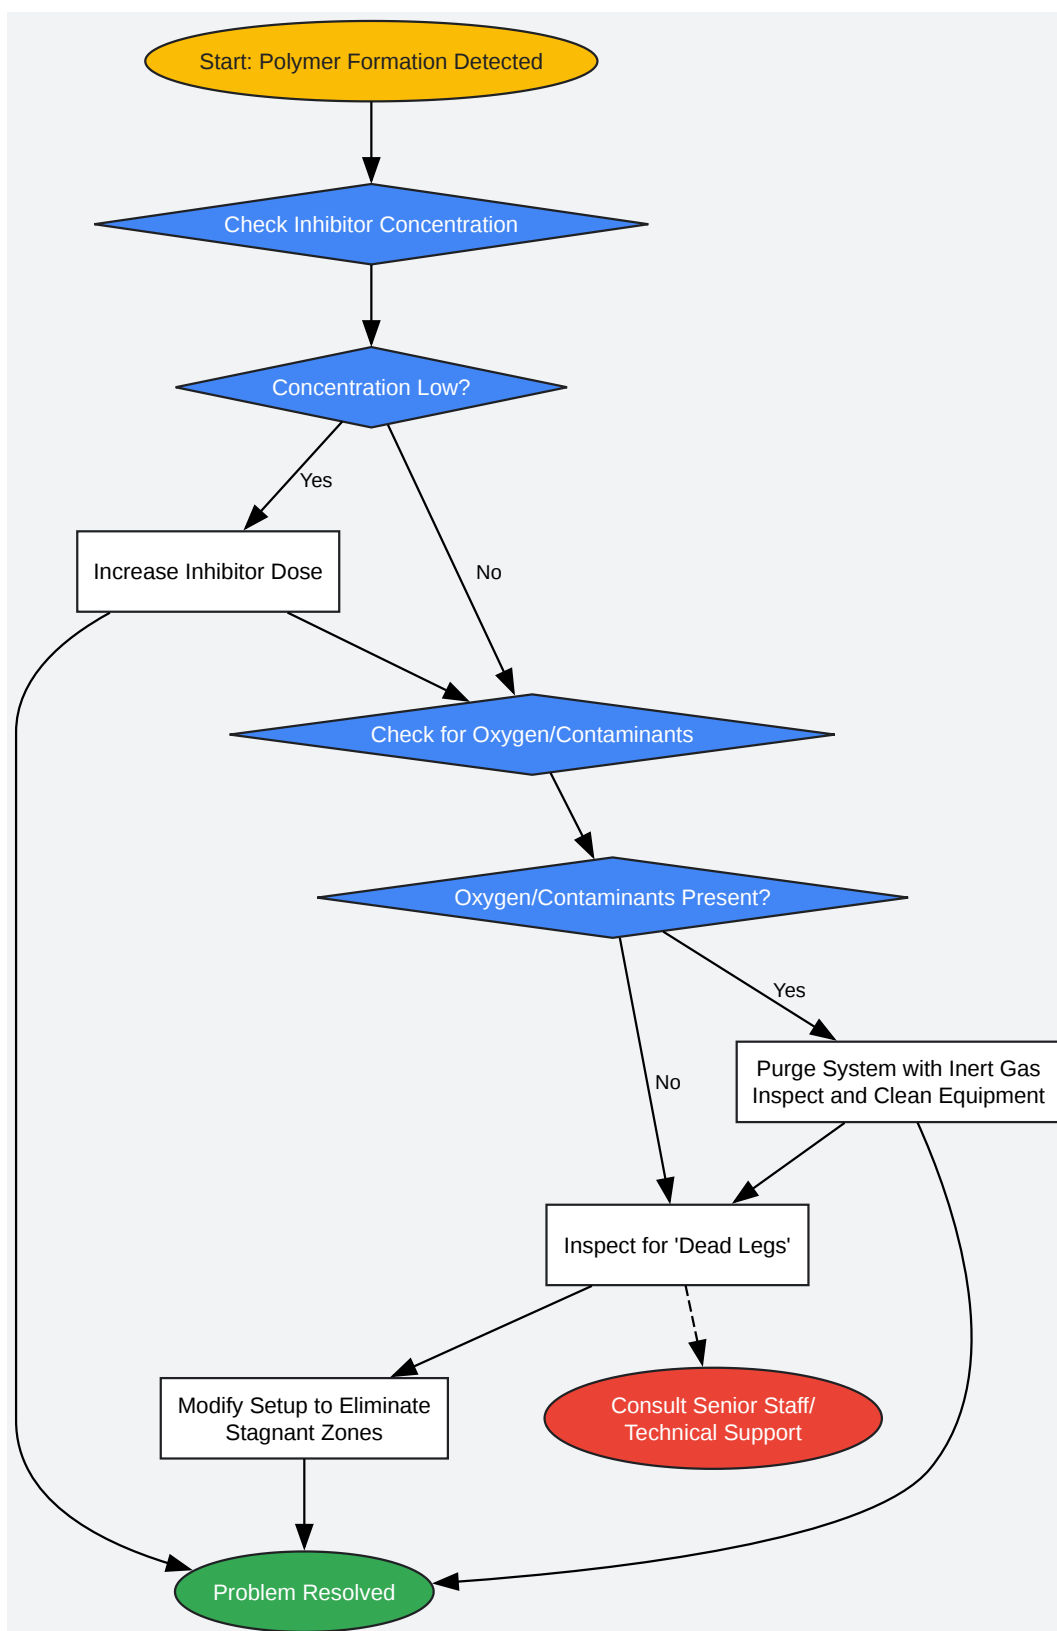 Start: Polymer Formation Detected
Check Inhibitor Concentration
Concentration Low?
Yes
Increase Inhibitor Dose
No
Check for Oxygen/Contaminants
Oxygen/Contaminants Present?
Yes
Purge System with Inert Gas
Inspect and Clean Equipment
No
Inspect for 'Dead Legs'
Modify Setup to Eliminate
Stagnant Zones
Consult Senior Staff/
Technical Support
Problem Resolved